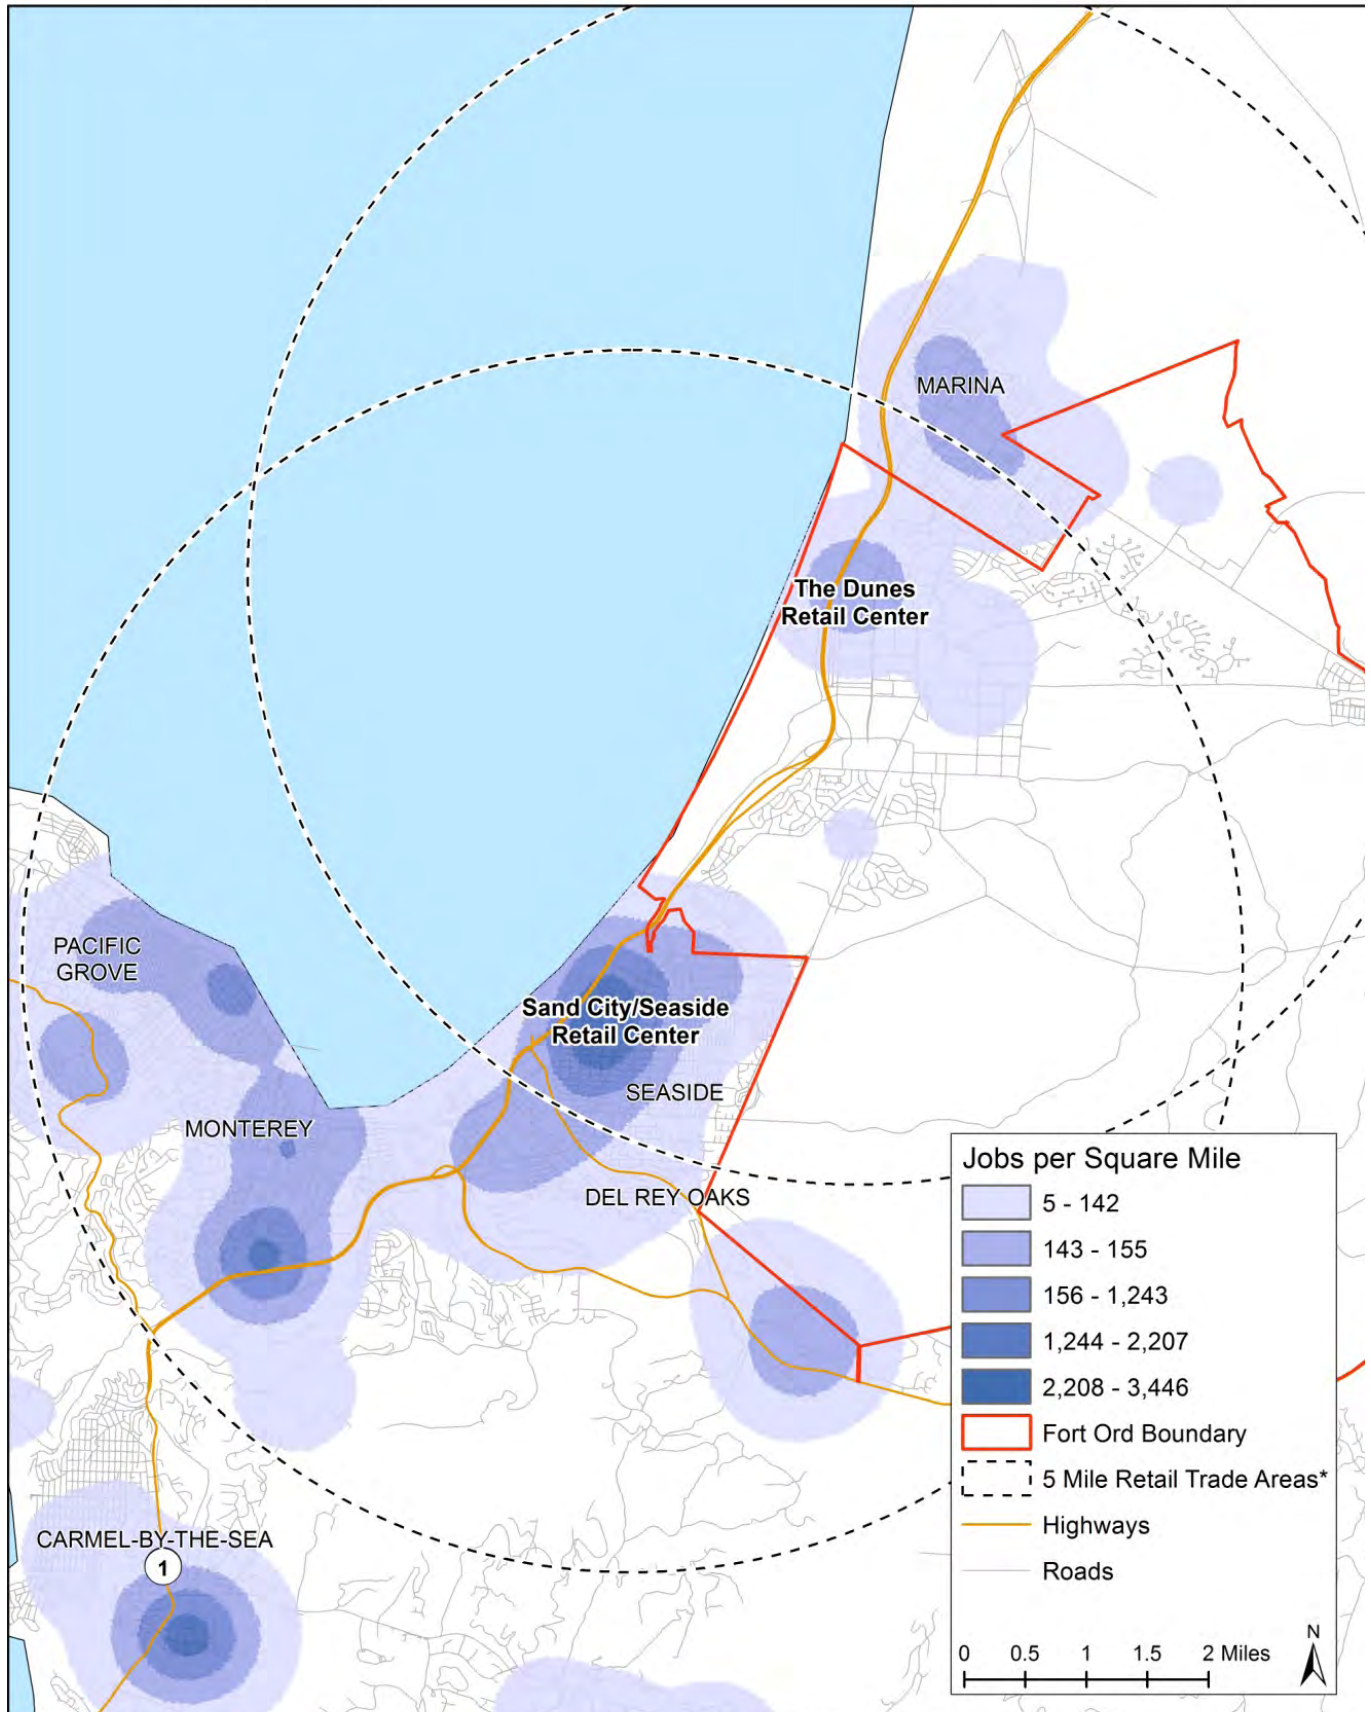 MARINA
The Dunes
Retail Center
PACIFIC
GROVE
Sand City/Seaside
Retail Center
SEASIDE
MONTEREY
DEL REY OAKS
CARMEL-BY-THE-SEA
1
Jobs per Square Mile
5 - 142
143 - 155
156 - 1,243
1,244 - 2,207
2,208 - 3,446
Fort Ord Boundary
5 Mile Retail Trade Areas*
Highways
Roads
N
0 0.5 1 1.5 2 Miles